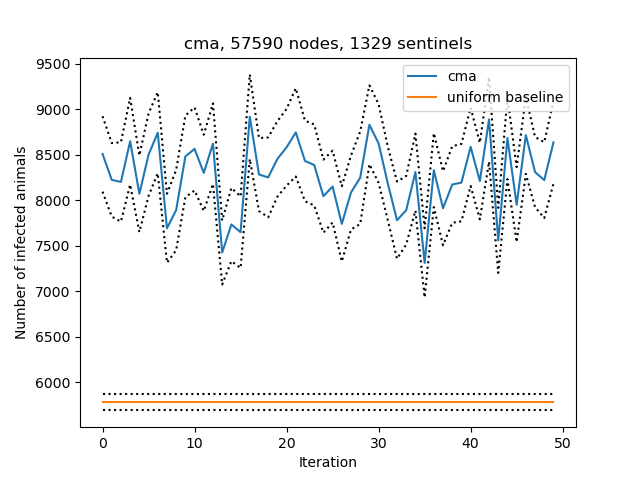 cma, 57590 nodes, 1329 sentinels
cma
uniform baseline
Number of infected animals
9500
9000
8500
8000
7500
7000
6500
6000
0 10 20 30 40 50
Iteration